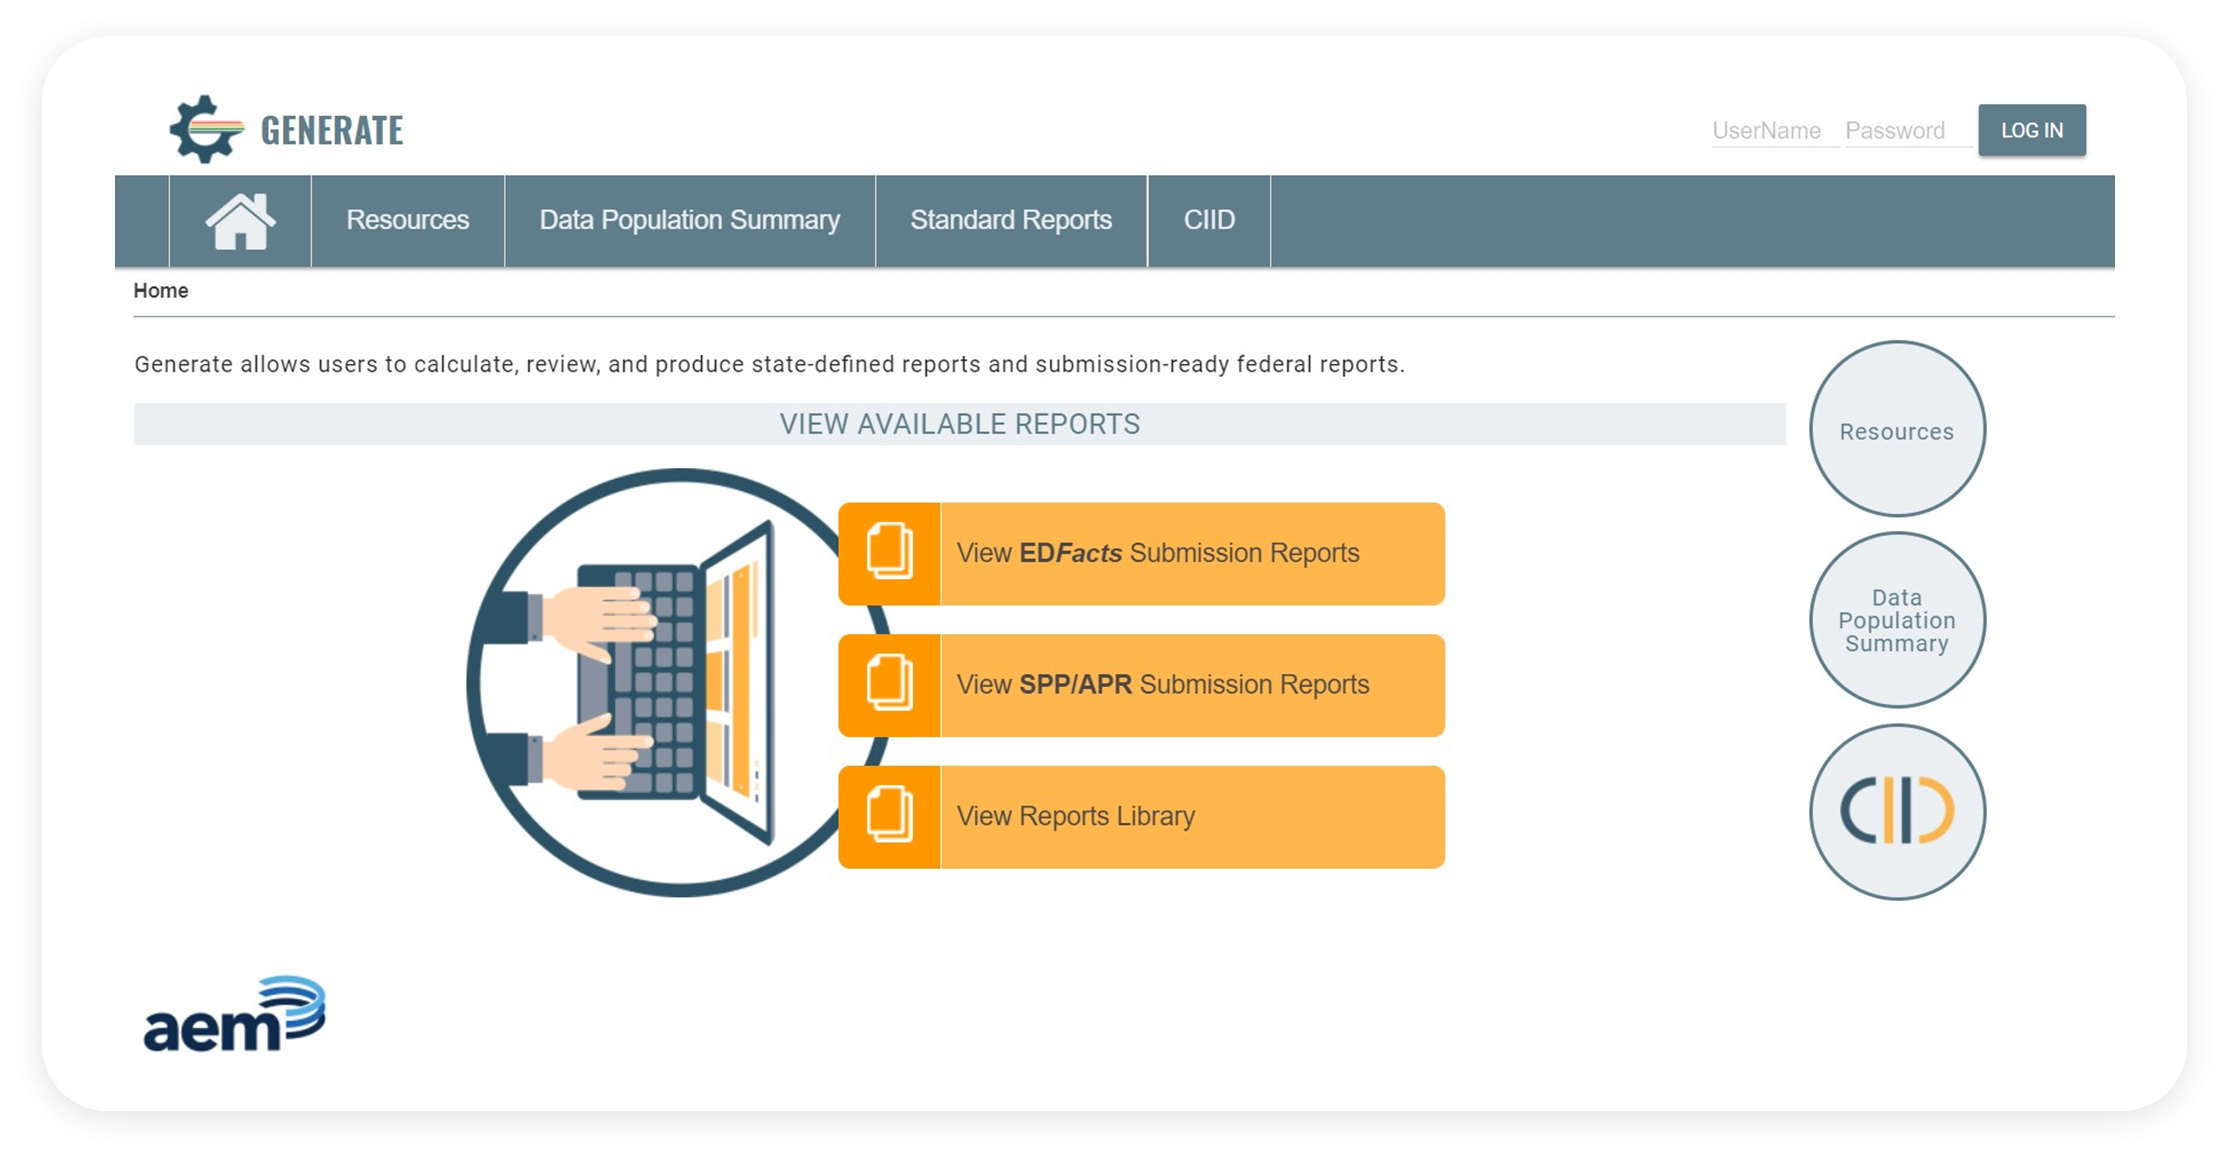 GENERATE
UserName Password LOG IN
Resources Data Population Summary Standard Reports CIID
Home
Generate allows users to calculate, review, and produce state-defined reports and submission-ready federal reports.
VIEW AVAILABLE REPORTS
View EDFacts Submission Reports
View SPP/APR Submission Reports
View Reports Library
Resources
Data
Population
Summary
CIID
aem